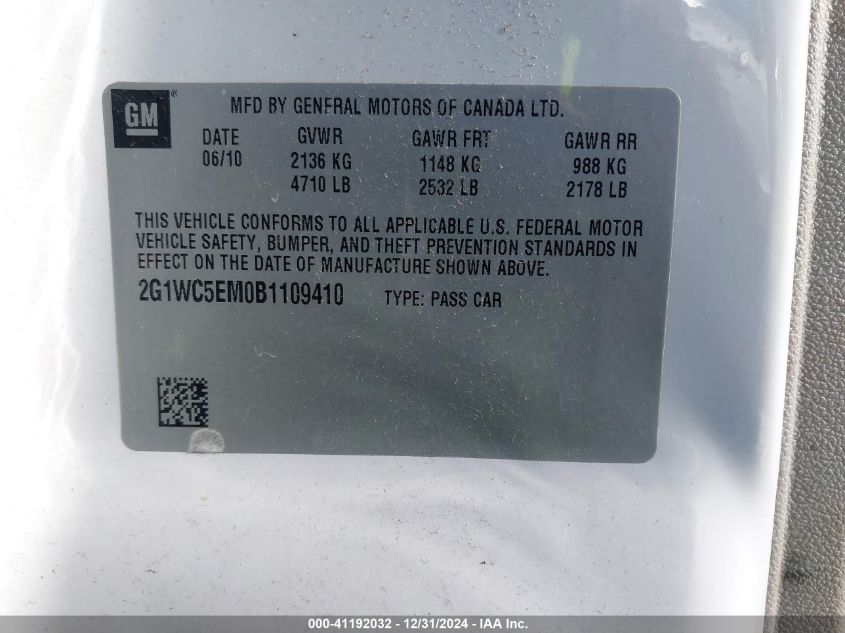 GM®
MFD BY GENERAL MOTORS OF CANADA LTD.
DATE GVWR GAWR FRT GAWR RR
06/10 2136 KG 1148 KG 988 KG
4710 LB 2532 LB 2178 LB
THIS VEHICLE CONFORMS TO ALL APPLICABLE U.S. FEDERAL MOTOR
VEHICLE SAFETY, BUMPER, AND THEFT PREVENTION STANDARDS IN
EFFECT ON THE DATE OF MANUFACTURE SHOWN ABOVE.
2G1WC5EM0B1109410 TYPE: PASS CAR
000-41192032 - 12/31/2024 - IAA Inc.